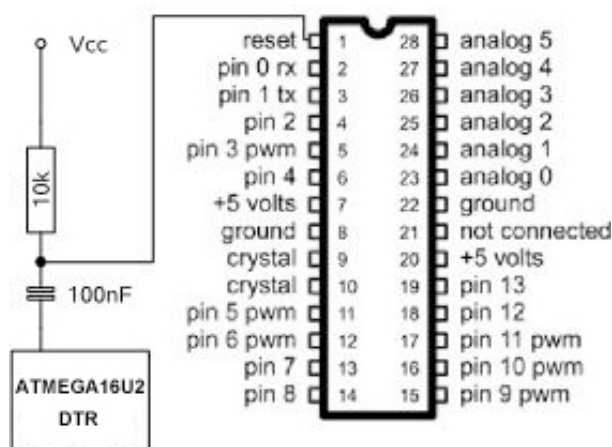 Vcc
10k
100nF
ATMEGA16U2
DTR
reset 1 28 analog 5
pin 0 rx 2 27 analog 4
pin 1 tx 3 26 analog 3
pin 2 4 25 analog 2
pin 3 pwm 5 24 analog 1
pin 4 6 23 analog 0
+5 volts 7 22 ground
ground 8 21 not connected
crystal 9 20 +5 volts
crystal 10 19 pin 13
pin 5 pwm 11 18 pin 12
pin 6 pwm 12 17 pin 11 pwm
pin 7 13 16 pin 10 pwm
pin 8 14 15 pin 9 pwm